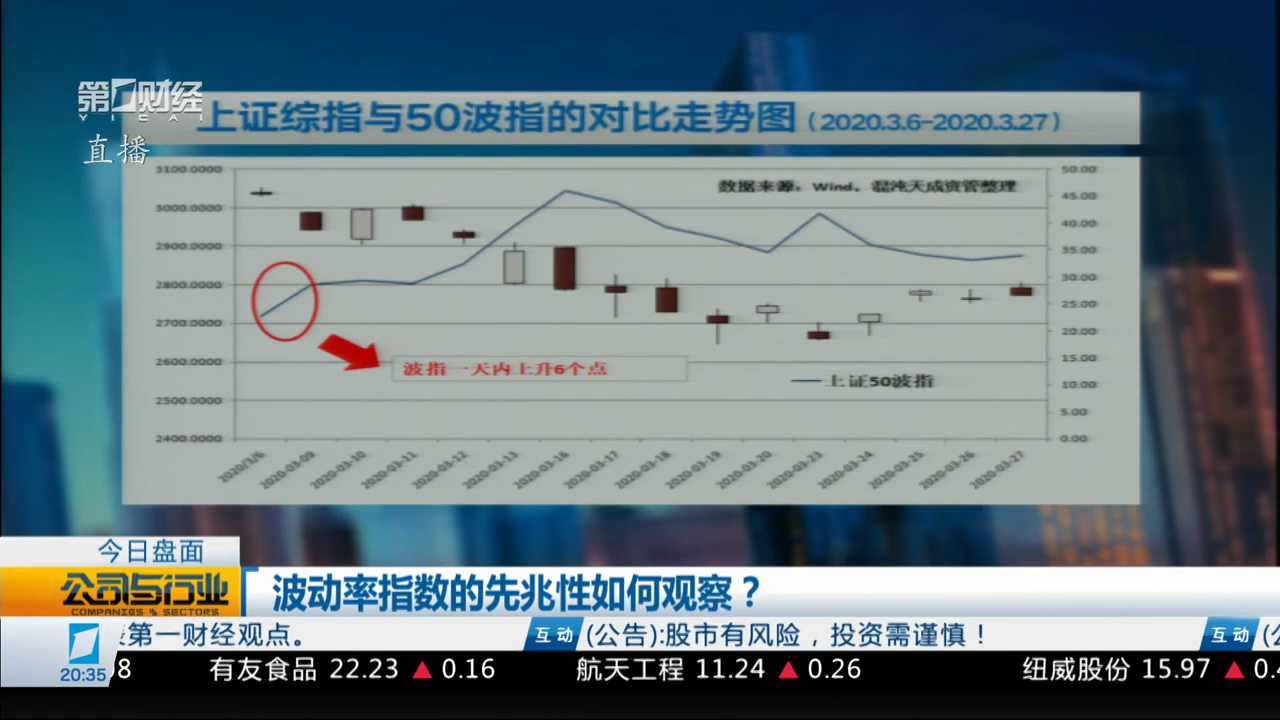 第一财经
YICAI
直播
上证综指与50波指的对比走势图（2020.3.6-2020.3.27）
数据来源：Wind，混沌天成资管整理
3100.0000
3000.0000
2900.0000
2800.0000
2700.0000
2600.0000
2500.0000
2400.0000
50.00
45.00
40.00
35.00
30.00
25.00
20.00
15.00
10.00
5.00
0.00
波指一天内上升6个点
上证50波指
2020/3/6
2020-03-09
2020-03-10
2020-03-11
2020-03-12
2020-03-13
2020-03-16
2020-03-17
2020-03-18
2020-03-19
2020-03-20
2020-03-23
2020-03-24
2020-03-25
2020-03-26
2020-03-27
今日盘面
公司与行业
COMPANIES & SECTORS
波动率指数的先兆性如何观察？
第一财经观点。 互动 (公告):股市有风险，投资需谨慎！ 互动
20:35
8 有友食品 22.23 ▲ 0.16 航天工程 11.24 ▲ 0.26 纽威股份 15.97 ▲ 0.